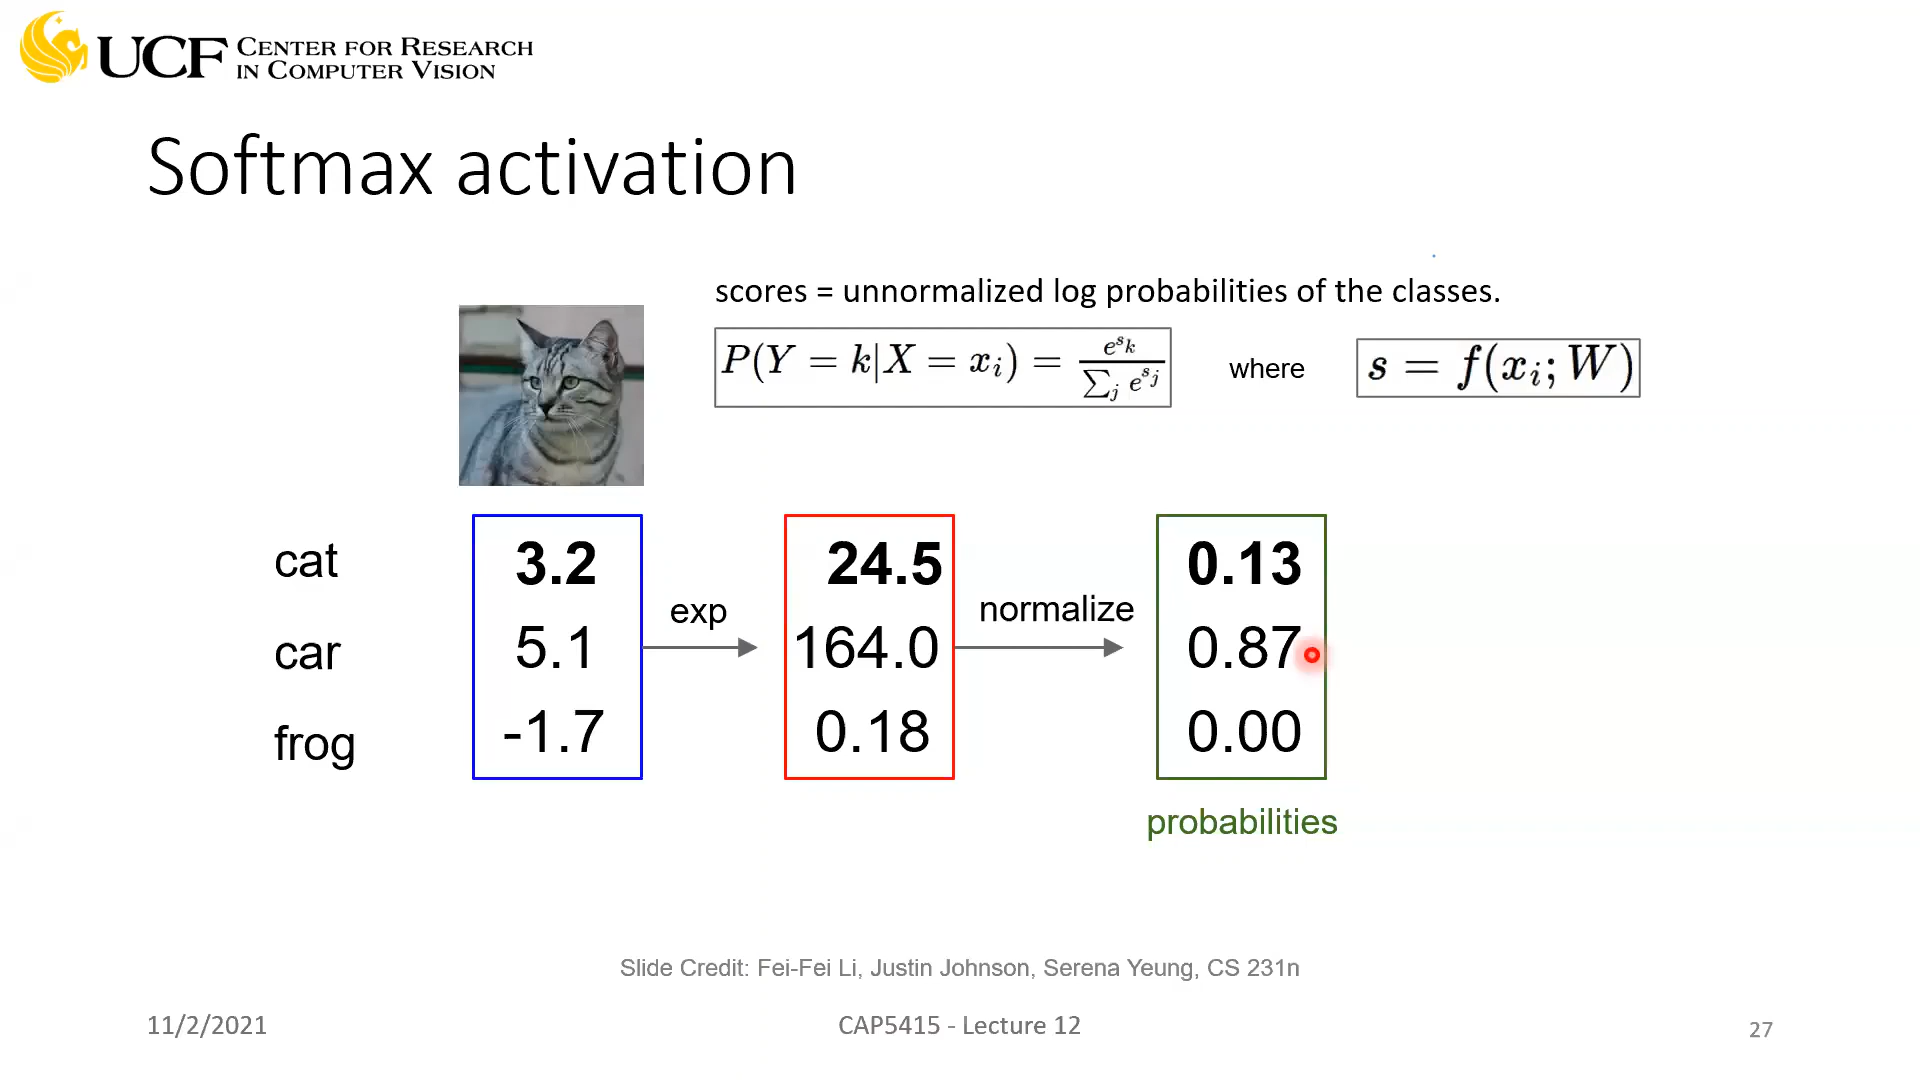 UCF CENTER FOR RESEARCH
IN COMPUTER VISION
Softmax activation
scores = unnormalized log probabilities of the classes.
P(Y = k|X = x_i) = \frac{e^{s_k}}{\sum_j e^{s_j}} where s = f(x_i; W)
cat 3.2 24.5 0.13
exp normalize
car 5.1 164.0 0.87
frog -1.7 0.18 0.00
probabilities
Slide Credit: Fei-Fei Li, Justin Johnson, Serena Yeung, CS 231n
11/2/2021 CAP5415 - Lecture 12 27